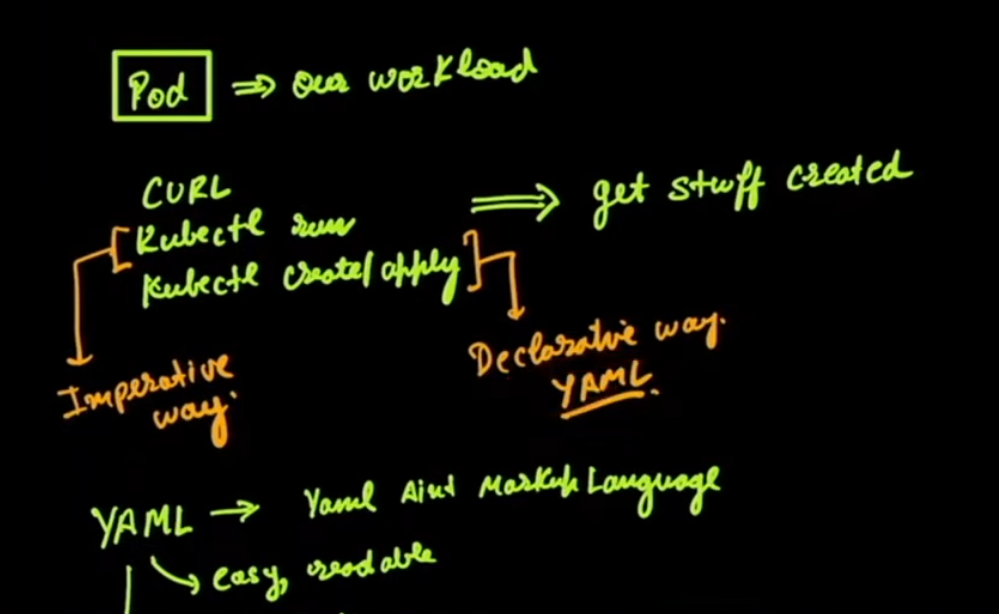 Pod ⇒ our workload
CURL
Kubectl run
Kubectl create/apply ⇒ get stuff created
Imperative way.
Declarative way.
YAML.
YAML → Yaml Aint Markup Language
→ easy, readable